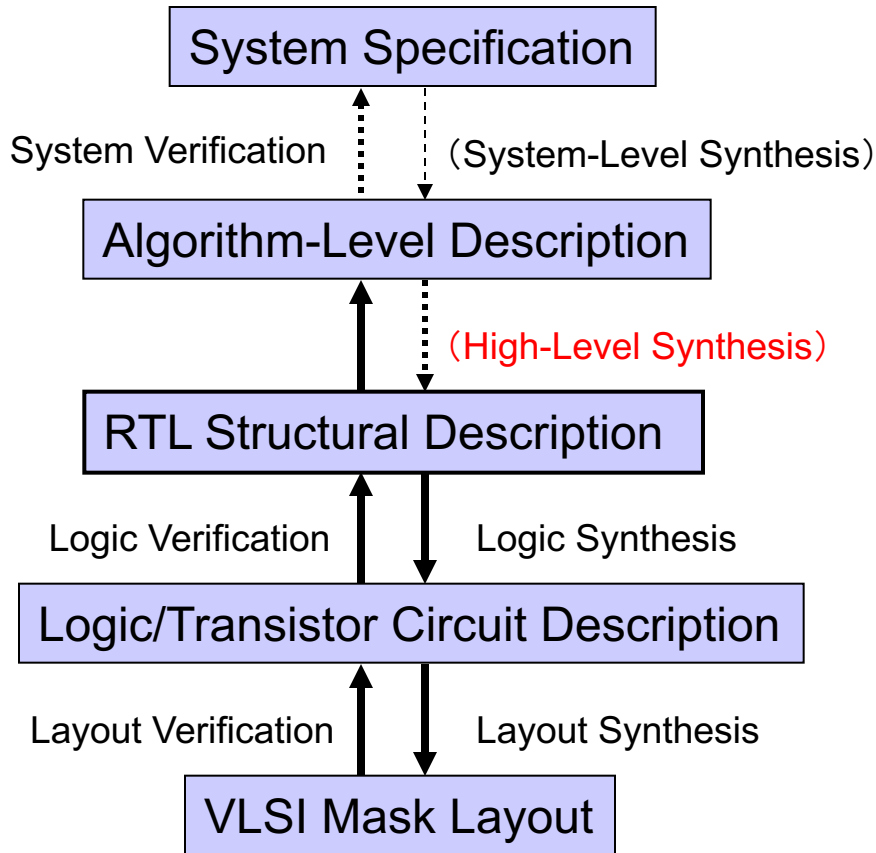 System Specification
System Verification
（System-Level Synthesis）
Algorithm-Level Description
（High-Level Synthesis）
RTL Structural Description
Logic Verification
Logic Synthesis
Logic/Transistor Circuit Description
Layout Verification
Layout Synthesis
VLSI Mask Layout